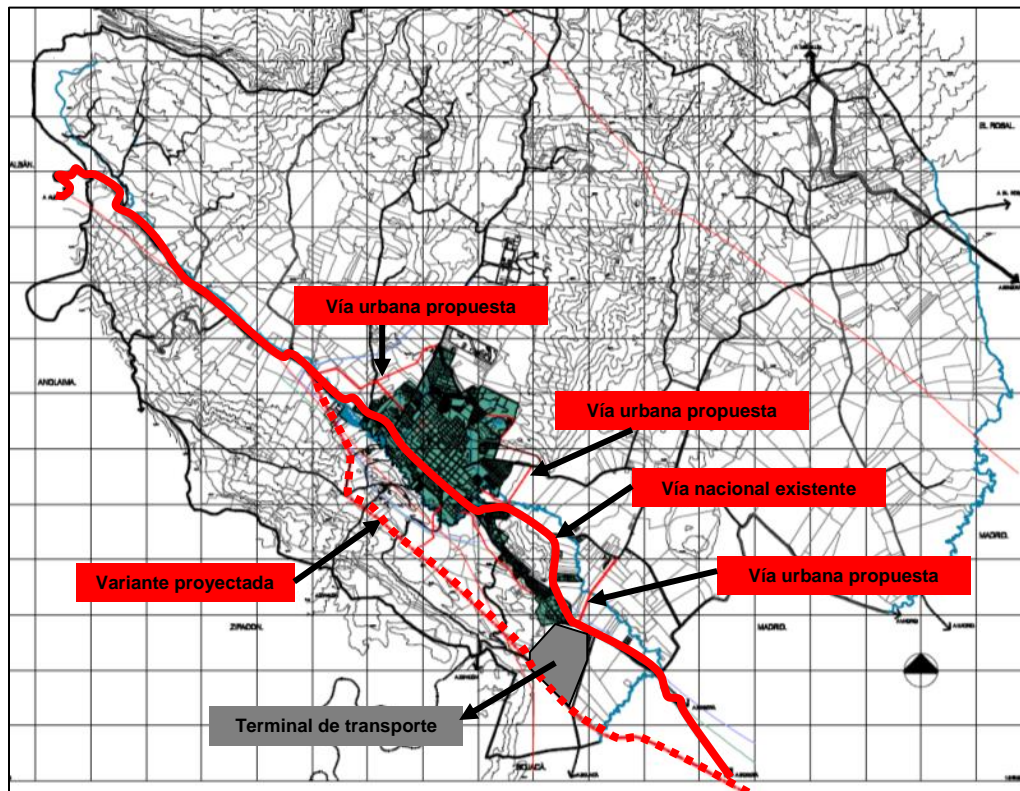 EL ROSAL.
ALBÁN.
Vía urbana propuesta
ANOLAIMA.
Vía urbana propuesta
Vía nacional existente
MADRID.
Variante proyectada
Vía urbana propuesta
ZIPACON.
MADRID.
Terminal de transporte
BOJACÁ.